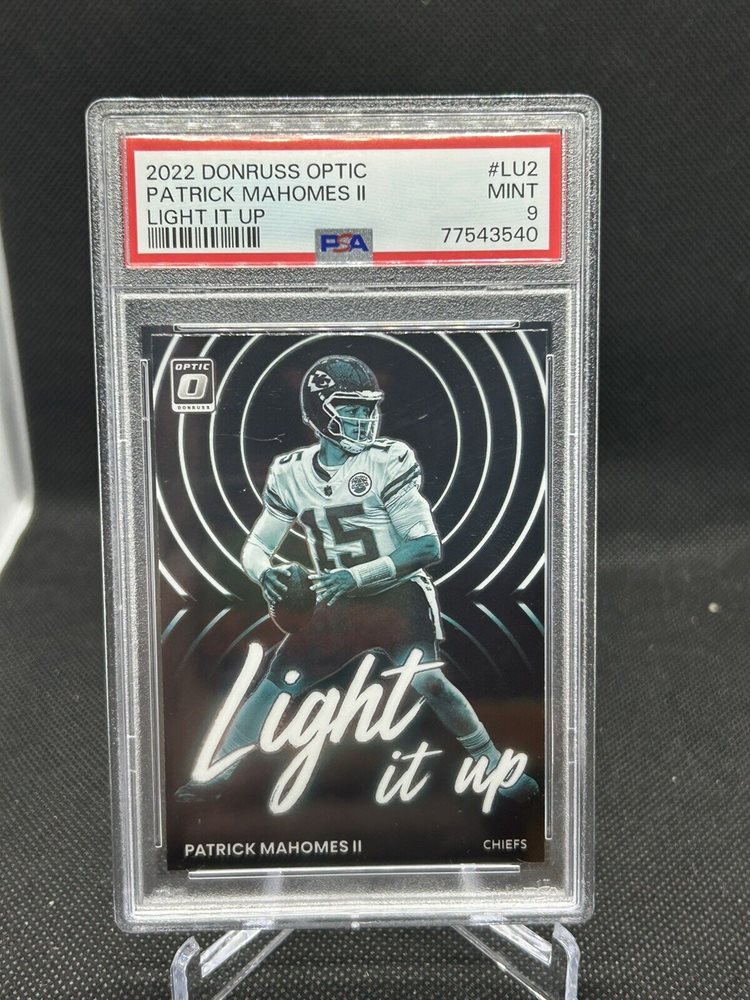 2022 DONRUSS OPTIC #LU2
PATRICK MAHOMES II MINT
LIGHT IT UP 9
PSA 77543540
OPTIC
DONRUSS
15
15
Light
it up
PATRICK MAHOMES II CHIEFS